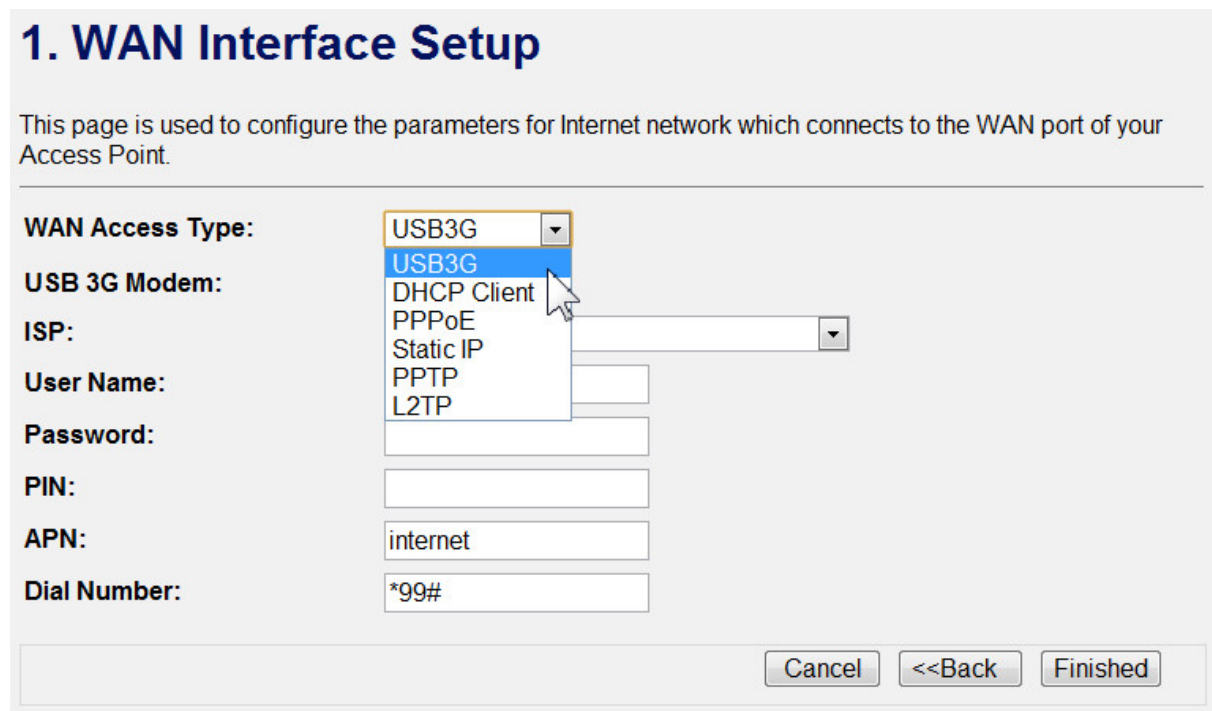 1. WAN Interface Setup
This page is used to configure the parameters for Internet network which connects to the WAN port of your
Access Point.
WAN Access Type:
USB3G
USB3G
DHCP Client
PPPoE
Static IP
PPTP
L2TP
USB 3G Modem:
ISP:
User Name:
Password:
PIN:
APN:
internet
Dial Number:
*99#
Cancel
<<Back
Finished